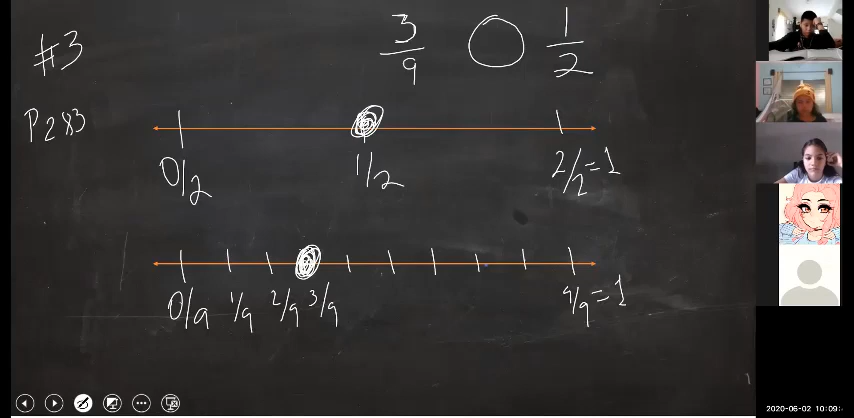 #3
3/9 ○ 1/2
P283
0/2 1/2 2/2=1
0/9 1/9 2/9 3/9 9/9=1
2020-06-02 10:09: